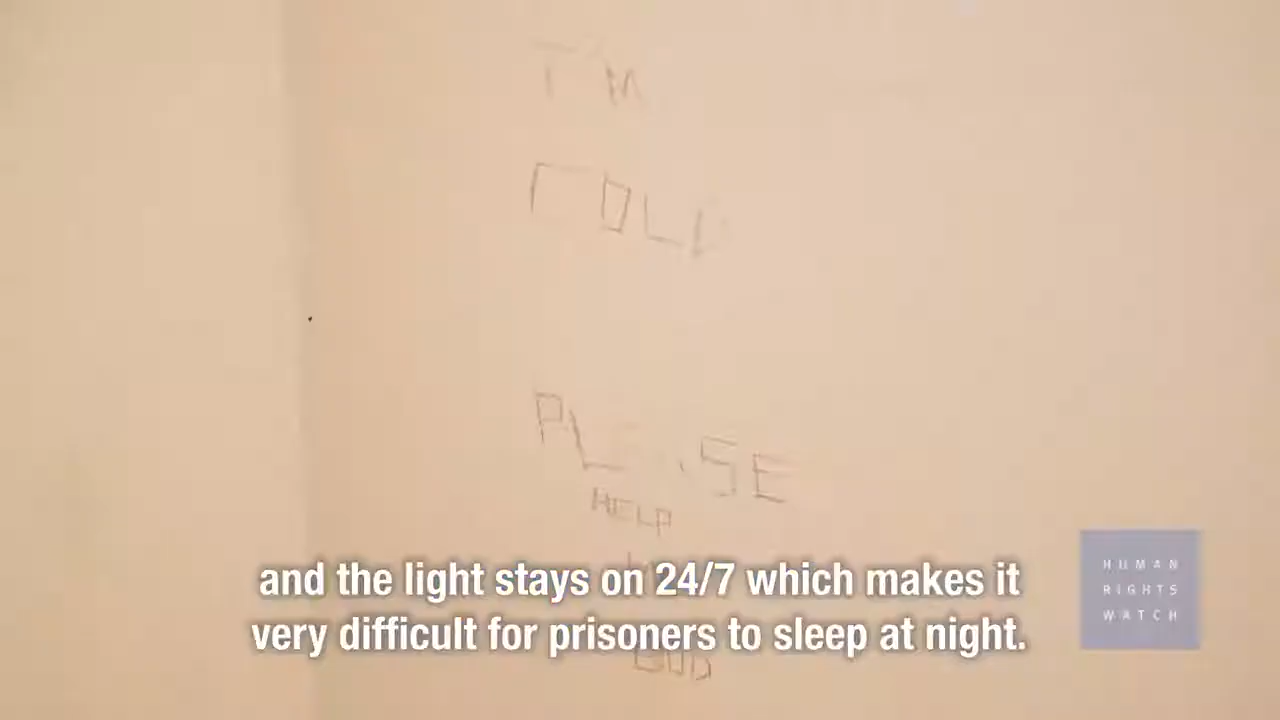 I'M
COLD
PLEASE
HELP
and the light stays on 24/7 which makes it
very difficult for prisoners to sleep at night.
GOD
HUMAN
RIGHTS
WATCH